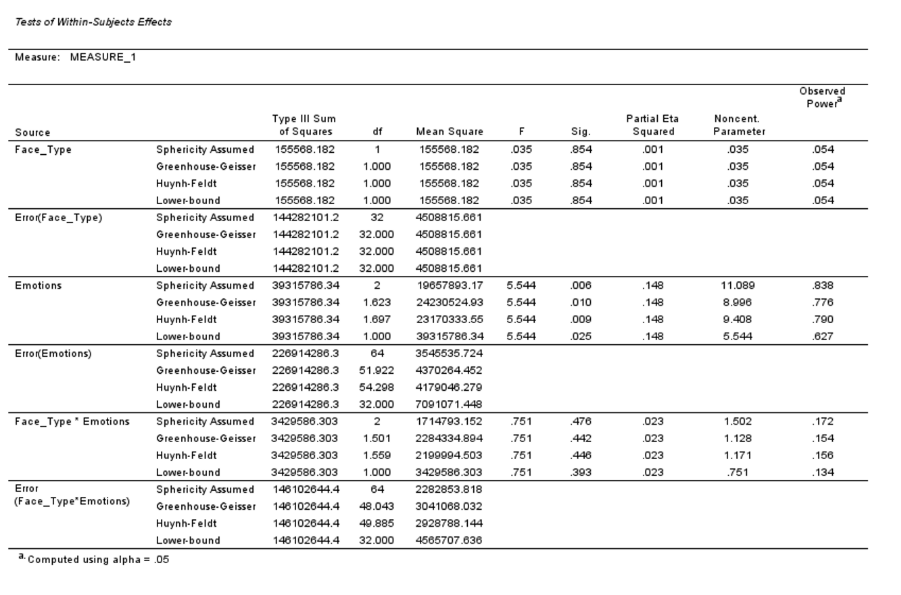 Tests of Within-Subjects Effects
Measure: MEASURE_1
Source Type III Sum of Squares df Mean Square F Sig. Partial Eta Squared Noncent. Parameter Observed Power a
Face_Type Sphericity Assumed 155568.182 1 155568.182 .035 .854 .001 .035 .054
Greenhouse-Geisser 155568.182 1.000 155568.182 .035 .854 .001 .035 .054
Huynh-Feldt 155568.182 1.000 155568.182 .035 .854 .001 .035 .054
Lower-bound 155568.182 1.000 155568.182 .035 .854 .001 .035 .054
Error(Face_Type) Sphericity Assumed 144282101.2 32 4508815.661
Greenhouse-Geisser 144282101.2 32.000 4508815.661
Huynh-Feldt 144282101.2 32.000 4508815.661
Lower-bound 144282101.2 32.000 4508815.661
Emotions Sphericity Assumed 39315786.34 2 19657893.17 5.544 .006 .148 11.089 .838
Greenhouse-Geisser 39315786.34 1.623 24230524.93 5.544 .010 .148 8.996 .776
Huynh-Feldt 39315786.34 1.697 23170333.55 5.544 .009 .148 9.408 .790
Lower-bound 39315786.34 1.000 39315786.34 5.544 .025 .148 5.544 .627
Error(Emotions) Sphericity Assumed 226914286.3 64 3545535.724
Greenhouse-Geisser 226914286.3 51.922 4370264.452
Huynh-Feldt 226914286.3 54.298 4179046.279
Lower-bound 226914286.3 32.000 7091071.448
Face_Type * Emotions Sphericity Assumed 3429586.303 2 1714793.152 .751 .476 .023 1.502 .172
Greenhouse-Geisser 3429586.303 1.501 2284334.894 .751 .442 .023 1.128 .154
Huynh-Feldt 3429586.303 1.559 2199994.503 .751 .446 .023 1.171 .156
Lower-bound 3429586.303 1.000 3429586.303 .751 .393 .023 .751 .134
Error (Face_Type*Emotions) Sphericity Assumed 146102644.4 64 2282853.818
Greenhouse-Geisser 146102644.4 48.043 3041068.032
Huynh-Feldt 146102644.4 49.885 2928788.144
Lower-bound 146102644.4 32.000 4565707.636
a. Computed using alpha = .05